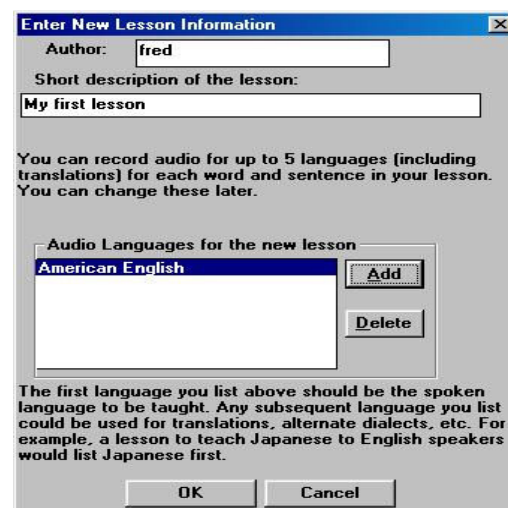 Enter New Lesson Information
Author: fred
Short description of the lesson:
My first lesson
You can record audio for up to 5 languages (including
translations) for each word and sentence in your lesson.
You can change these later.
Audio Languages for the new lesson
American English
Add
Delete
The first language you list above should be the spoken
language to be taught. Any subsequent language you list
could be used for translations, alternate dialects, etc. For
example, a lesson to teach Japanese to English speakers
would list Japanese first.
OK Cancel